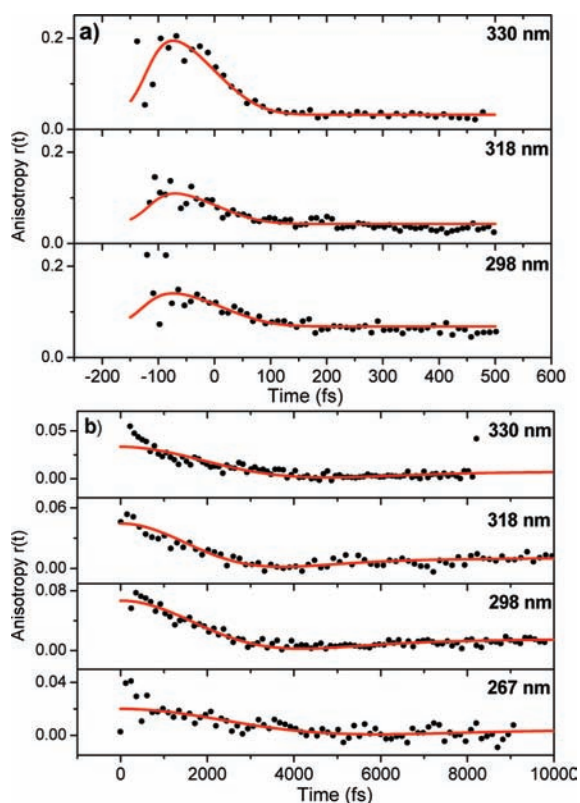 a)
330 nm
0.2
0.0
318 nm
0.2
0.0
298 nm
0.2
0.0
Anisotropy r(t)
-200 -100 0 100 200 300 400 500 600
Time (fs)
b)
330 nm
0.05
0.00
318 nm
0.06
0.00
298 nm
0.08
0.00
267 nm
0.04
0.00
Anisotropy r(t)
0 2000 4000 6000 8000 10000
Time (fs)